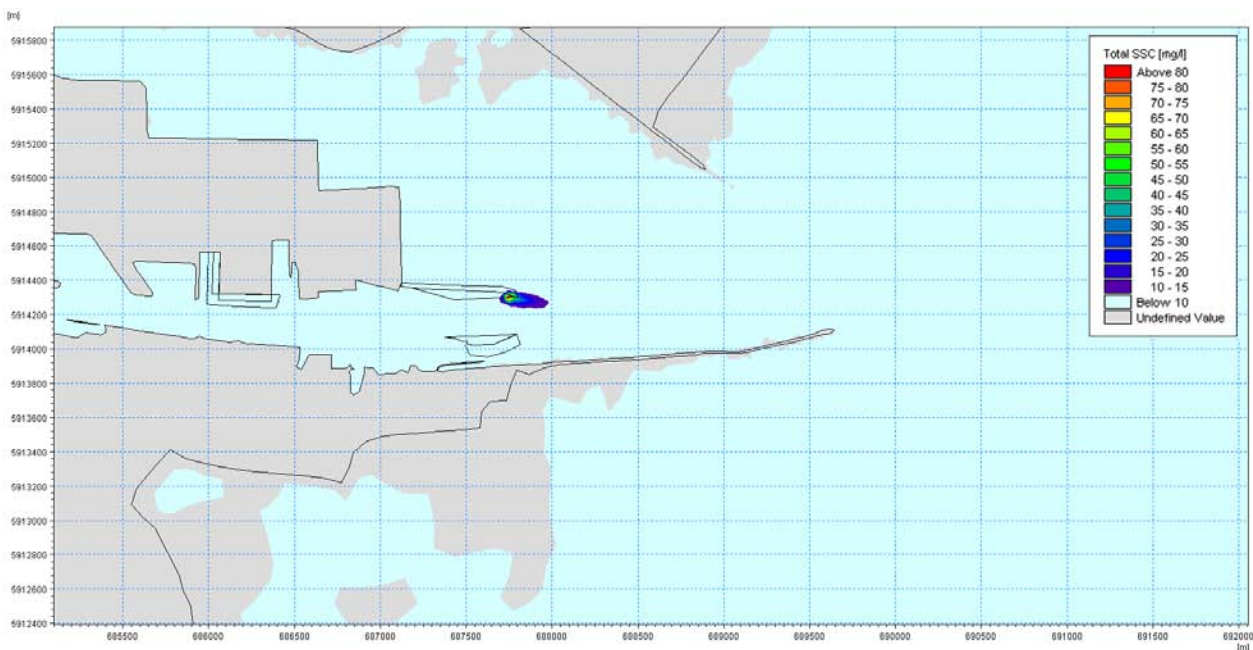 [m]
5915800
5915600
5915400
5915200
5915000
5914800
5914600
5914400
5914200
5914000
5913800
5913600
5913400
5913200
5913000
5912800
5912600
5912400
Total SSC [mg/l]
Above 80
75 - 80
70 - 75
65 - 70
60 - 65
55 - 60
50 - 55
45 - 50
40 - 45
35 - 40
30 - 35
25 - 30
20 - 25
15 - 20
10 - 15
Below 10
Undefined Value
685500 686000 686500 687000 687500 688000 688500 689000 689500 690000 690500 691000 691500 692000
[m]